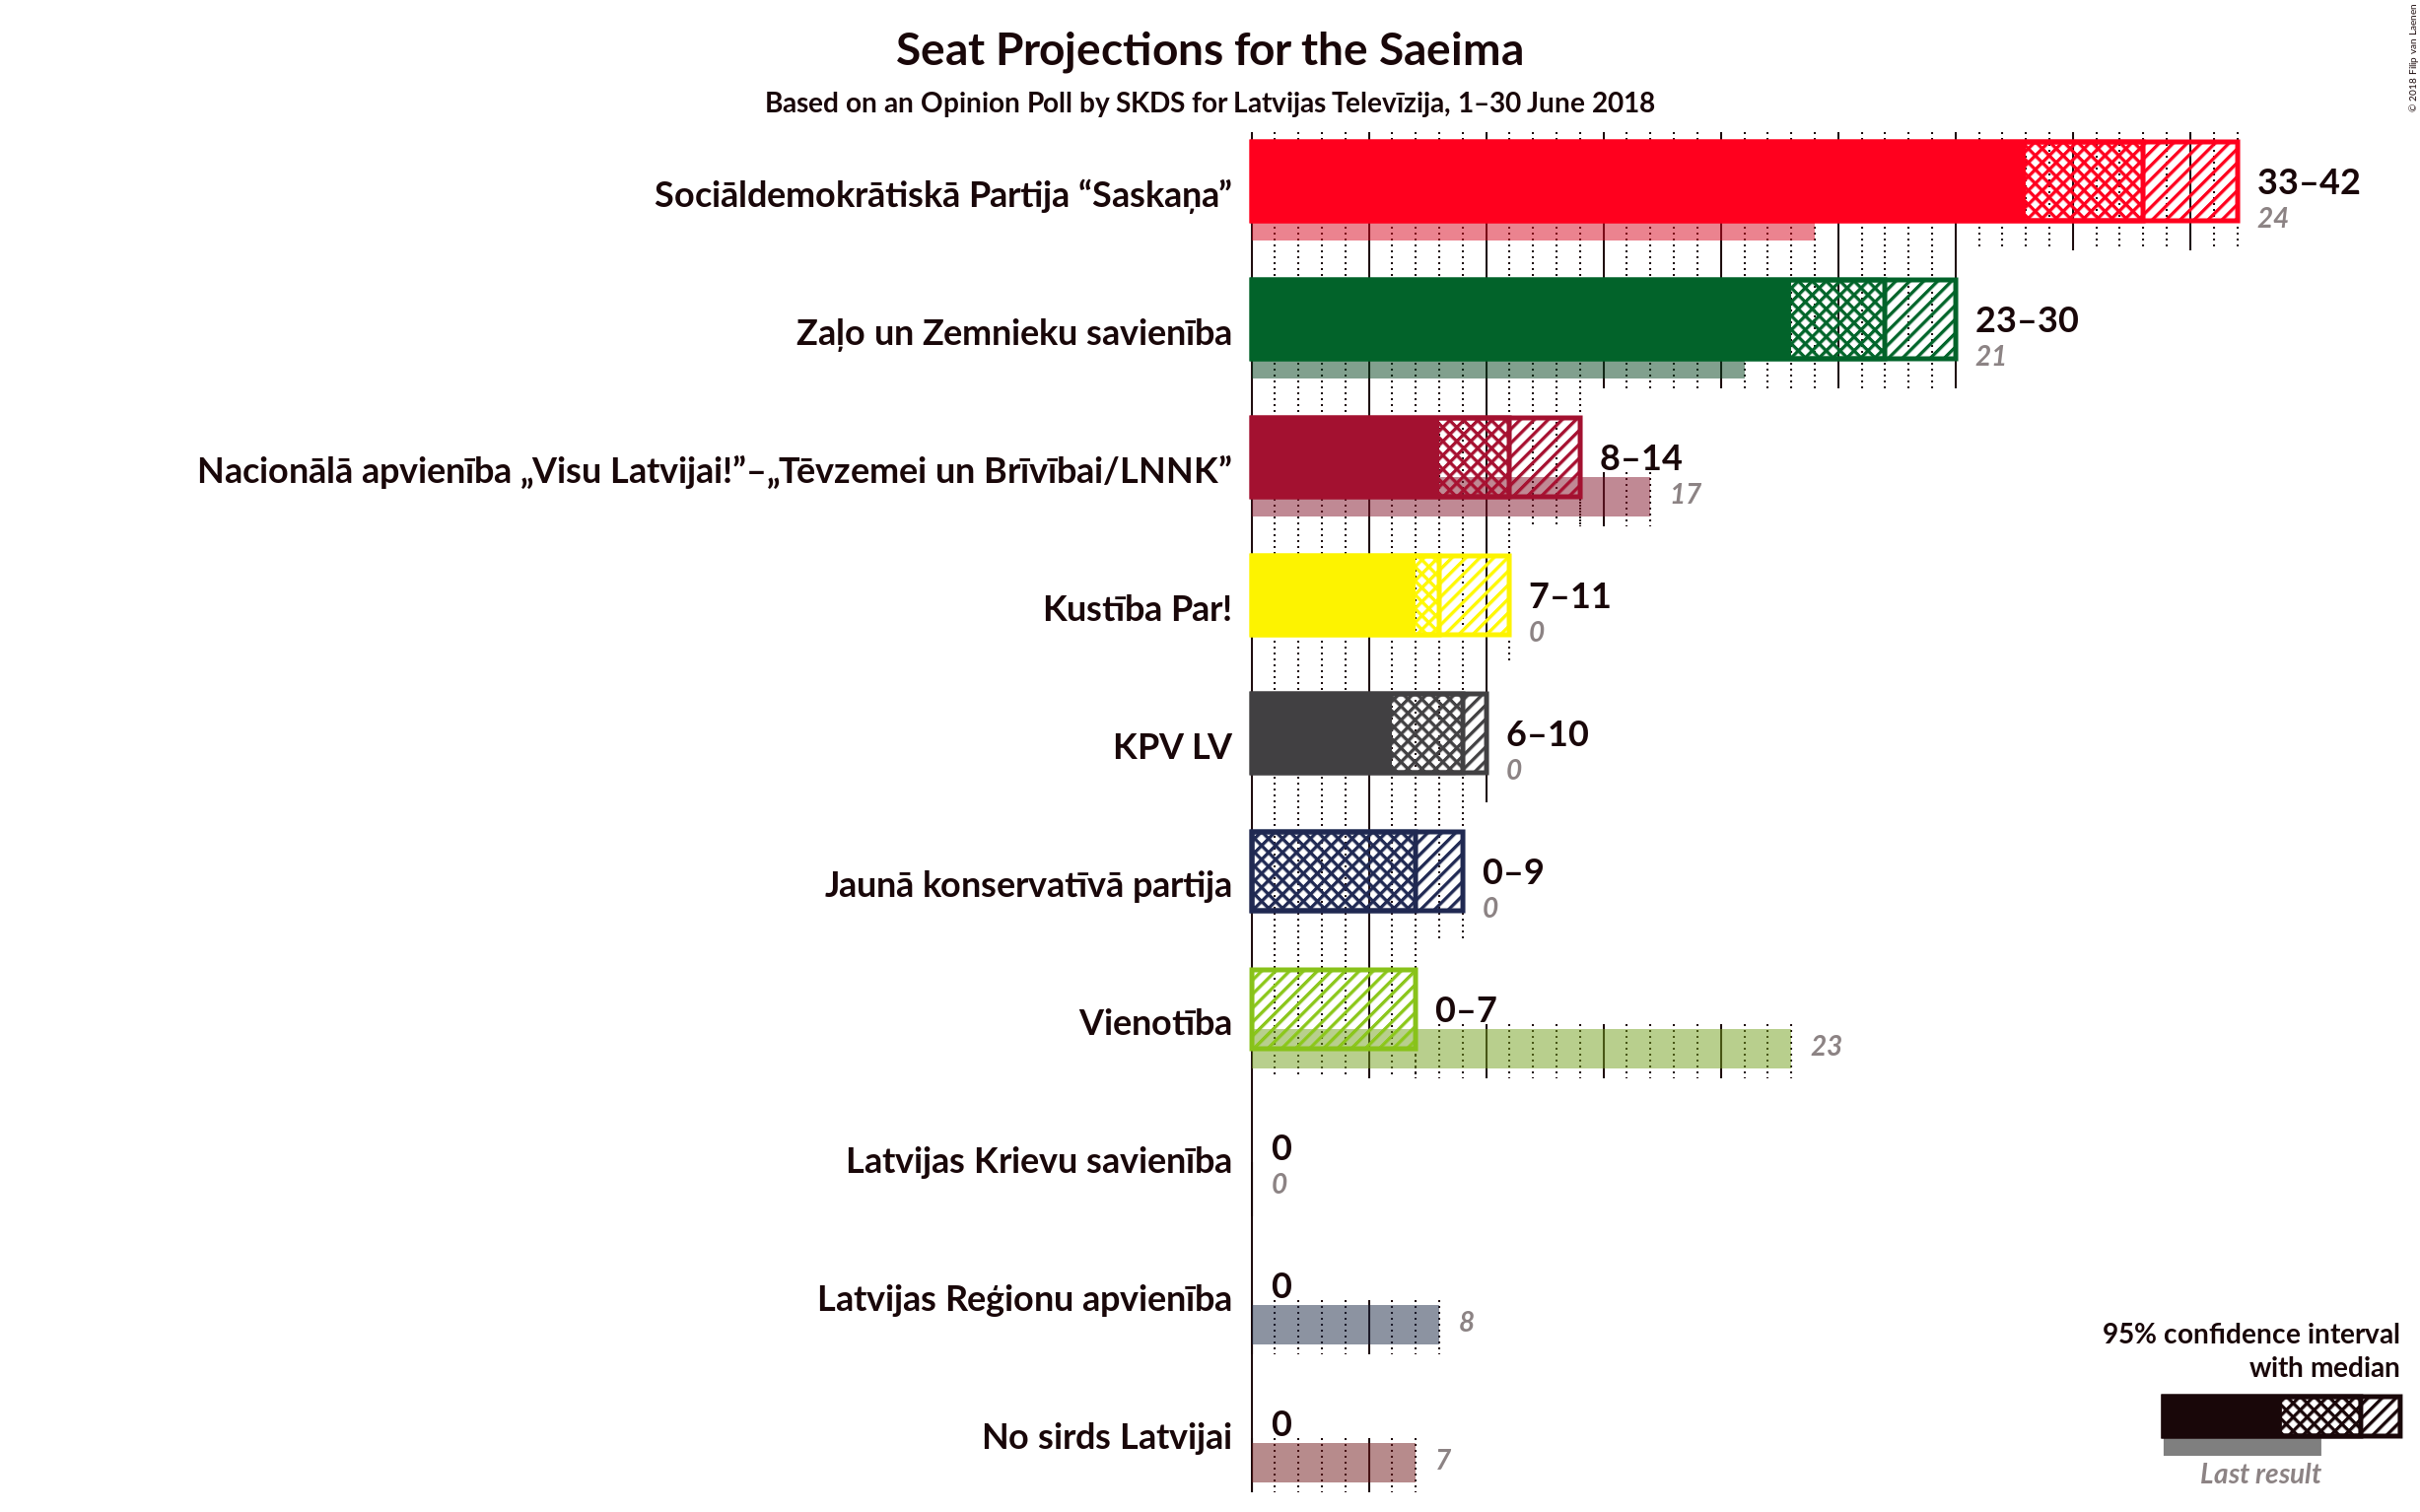 Seat Projections for the Saeima
Based on an Opinion Poll by SKDS for Latvijas Televīzija, 1–30 June 2018
© 2018 Filip van Laenen
Sociāldemokrātiskā Partija “Saskaņa”
33–42
24
Zaļo un Zemnieku savienība
23–30
21
Nacionālā apvienība „Visu Latvijai!”–„Tēvzemei un Brīvībai/LNNK”
8–14
17
Kustība Par!
7–11
0
KPV LV
6–10
0
Jaunā konservatīvā partija
0–9
0
Vienotība
0–7
23
Latvijas Krievu savienība
0
0
Latvijas Reģionu apvienība
0
8
No sirds Latvijai
0
7
95% confidence interval
with median
Last result